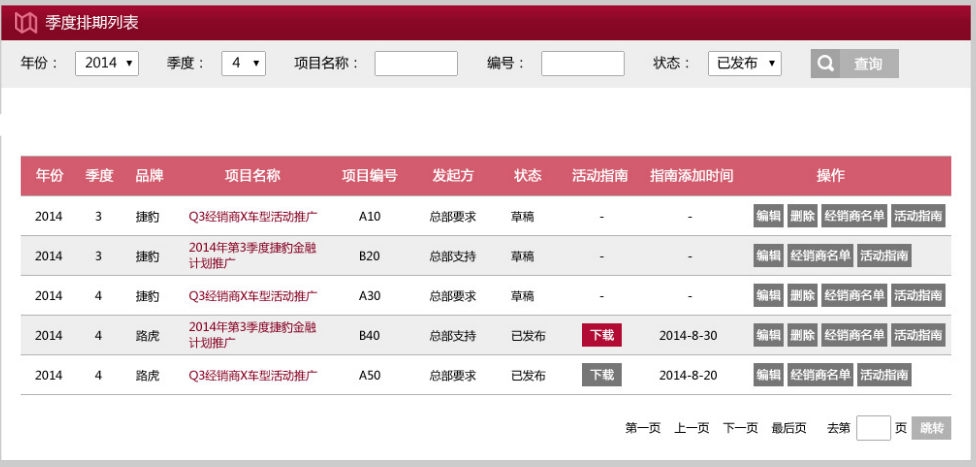 季度排期列表
年份： 2014 季度： 4 项目名称： 编号： 状态： 已发布 查询
年份 季度 品牌 项目名称 项目编号 发起方 状态 活动指南 指南添加时间 操作
2014 3 捷豹 Q3经销商X车型活动推广 A10 总部要求 草稿 - - 编辑 删除 经销商名单 活动指南
2014 3 捷豹 2014年第3季度捷豹金融 B20 总部支持 草稿 - - 编辑 经销商名单 活动指南
计划推广
2014 4 捷豹 Q3经销商X车型活动推广 A30 总部要求 草稿 - - 编辑 删除 经销商名单 活动指南
2014 4 路虎 2014年第3季度捷豹金融 B40 总部支持 已发布 下载 2014-8-30 编辑 删除 经销商名单 活动指南
计划推广
2014 4 路虎 Q3经销商X车型活动推广 A50 总部要求 已发布 下载 2014-8-20 编辑 经销商名单 活动指南
第一页 上一页 下一页 最后页 去第 页 跳转